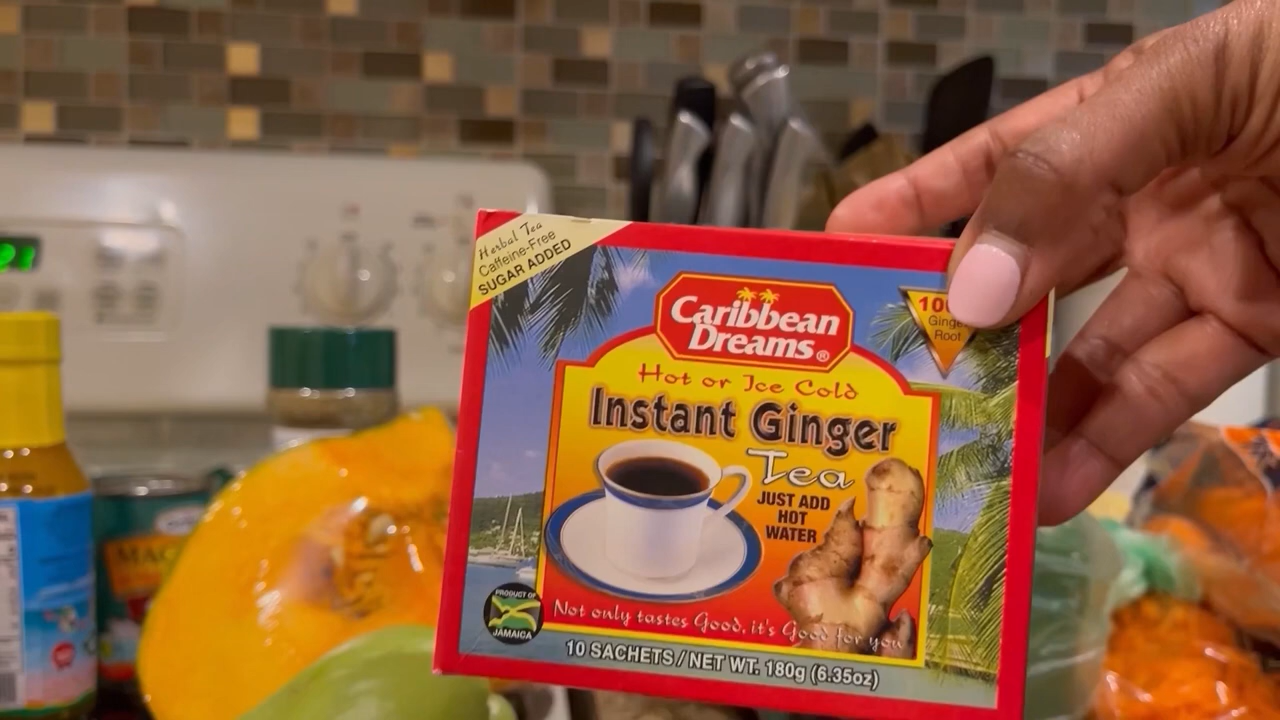 Herbal Tea
Caffeine-Free
SUGAR ADDED
Caribbean
Dreams®
Ginger
Root
Hot or Ice Cold
Instant Ginger
Tea
JUST ADD
HOT
WATER
PRODUCT OF
JAMAICA
Not only tastes Good, it's Good for you
10 SACHETS/NET WT. 180g (6.35oz)